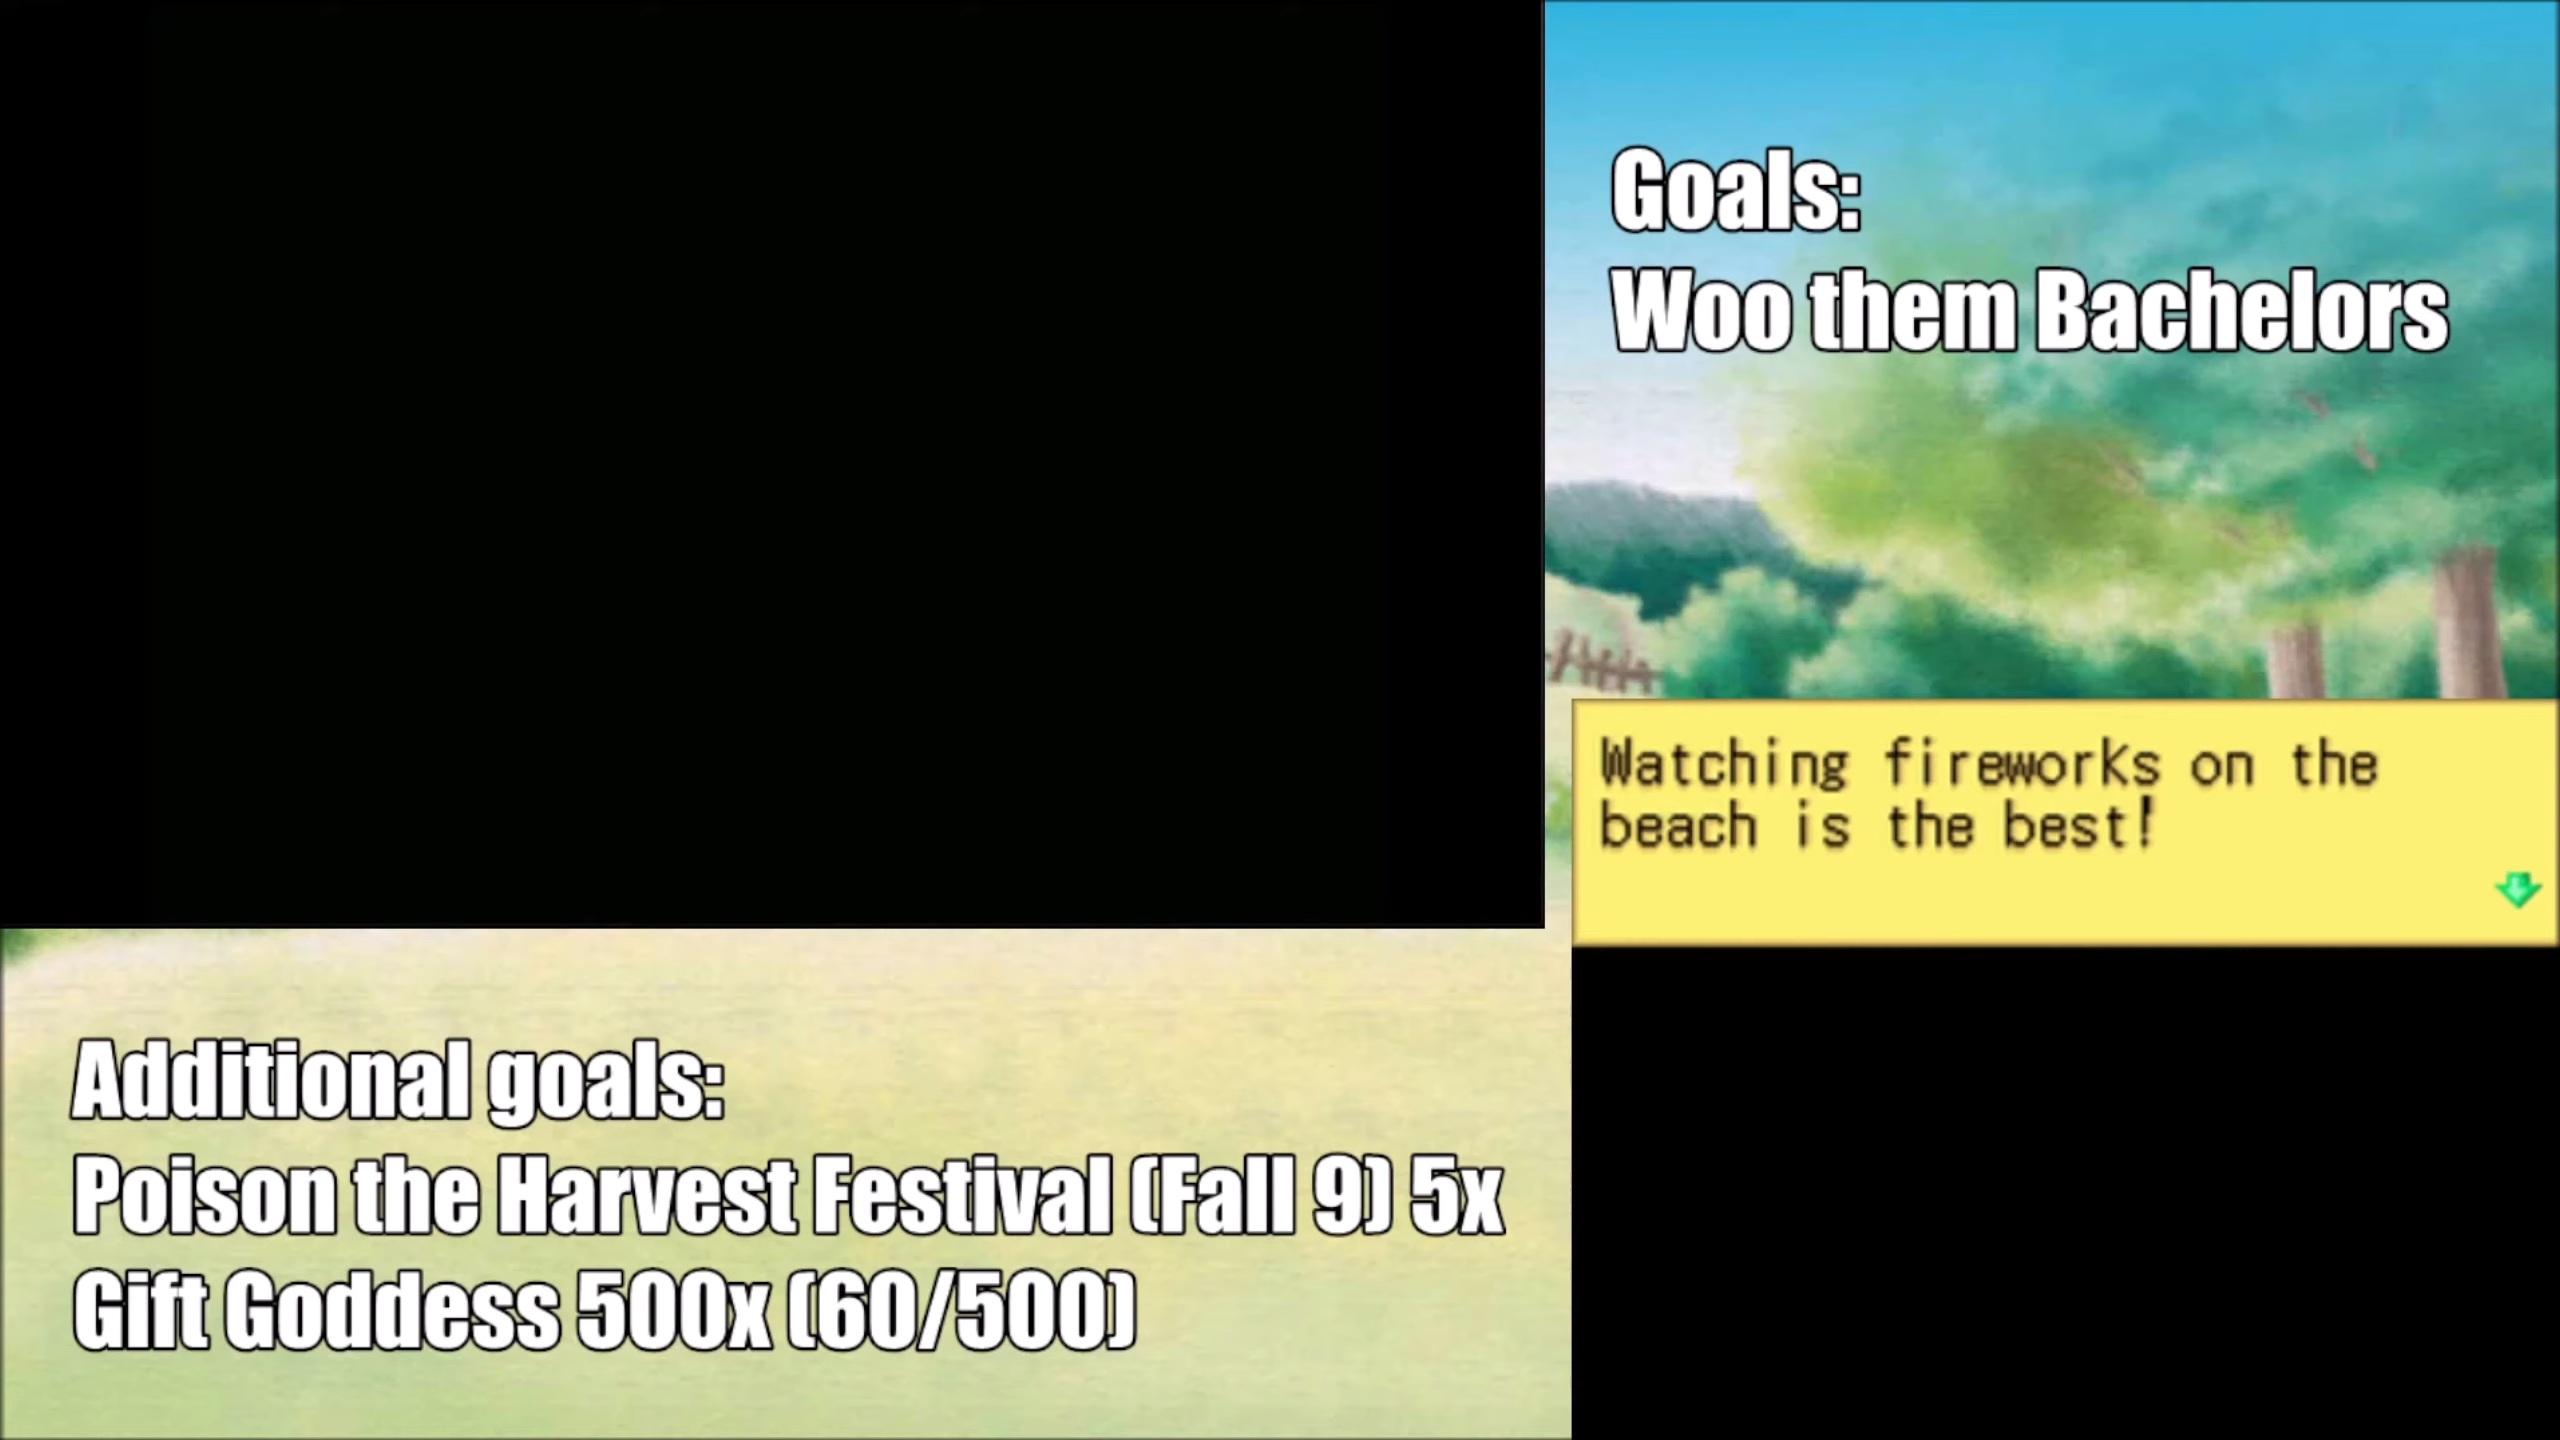 Goals:
Woo them Bachelors
Watching fireworks on the
beach is the best!
Additional goals:
Poison the Harvest Festival (Fall 9) 5x
Gift Goddess 500x (60/500)